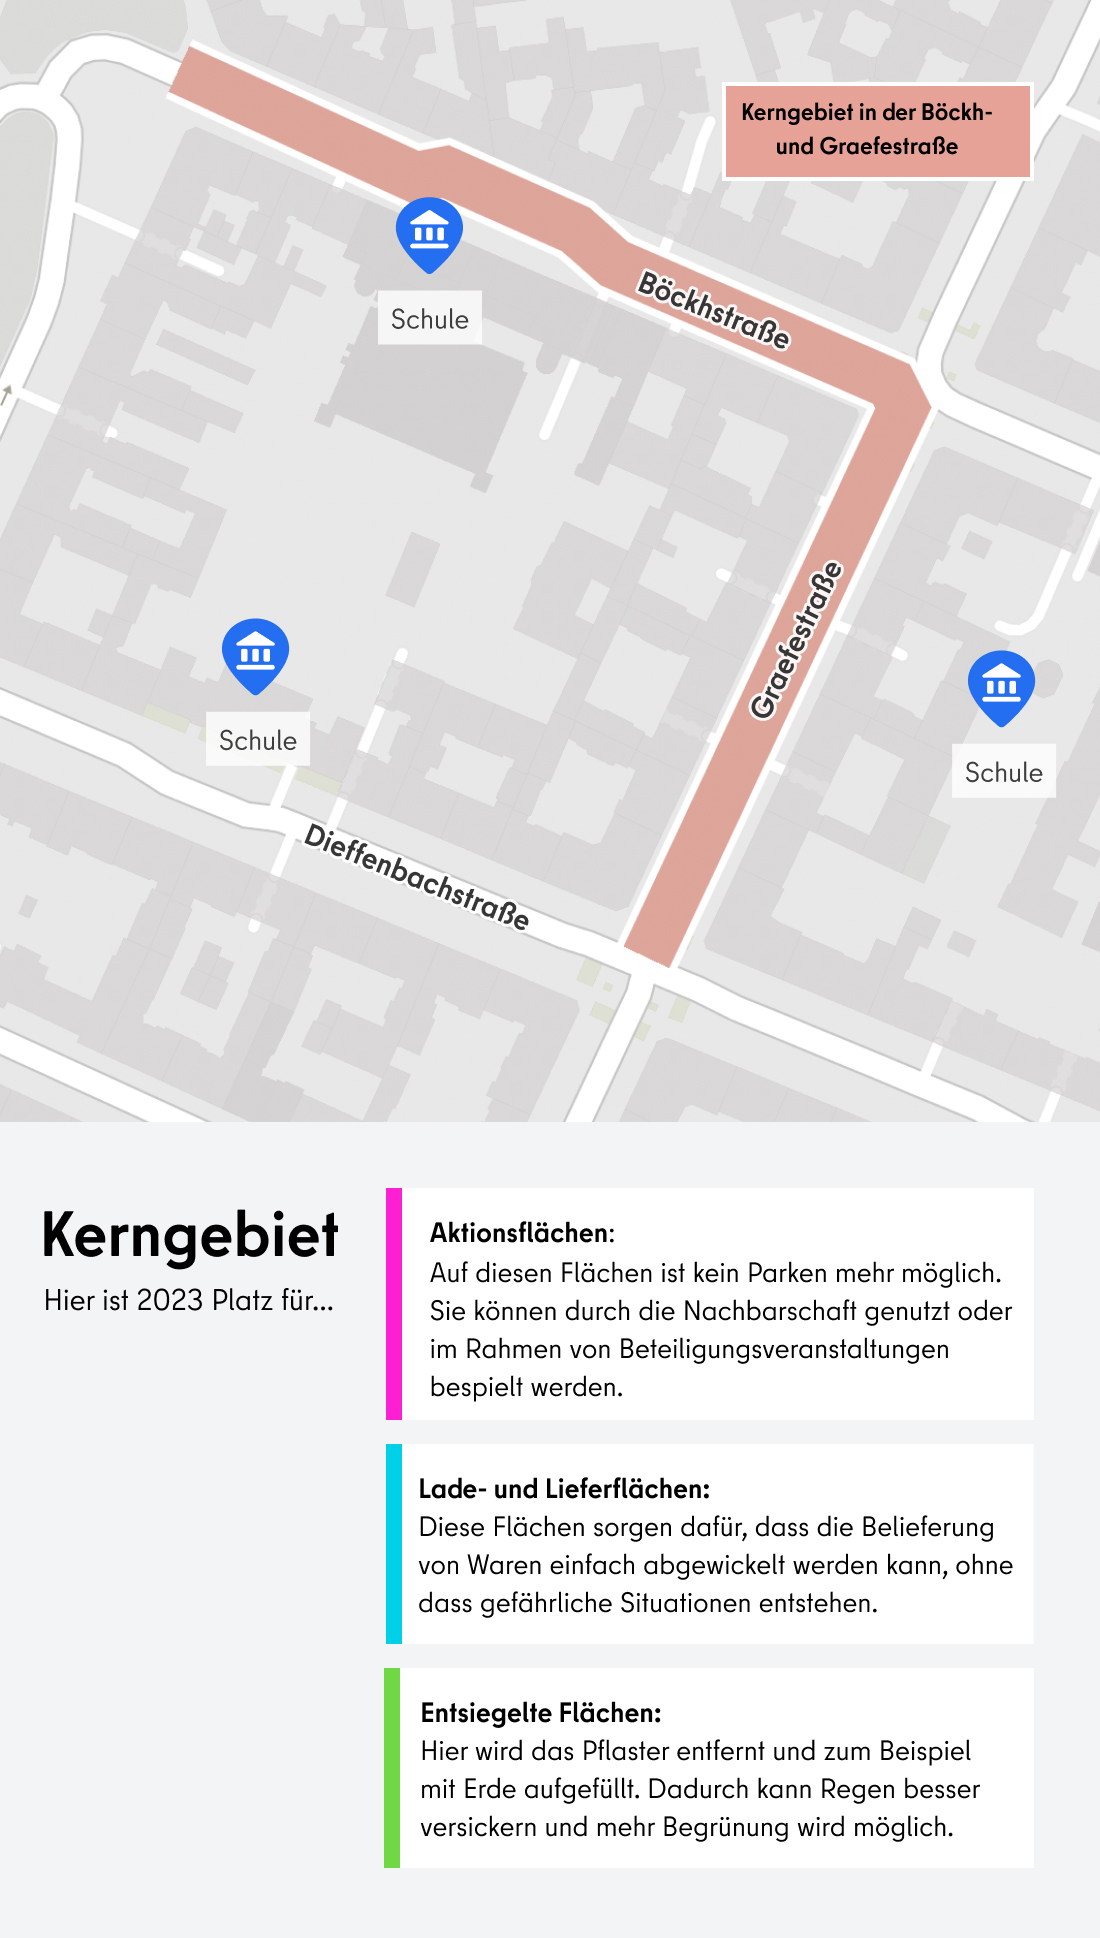 Kerngebiet in der Böckh-
und Graefestraße
Böckhstraße
Schule
Graefestraße
Schule
Schule
Dieffenbachstraße
Kerngebiet
Hier ist 2023 Platz für...
Aktionsflächen:
Auf diesen Flächen ist kein Parken mehr möglich.
Sie können durch die Nachbarschaft genutzt oder
im Rahmen von Beteiligungsveranstaltungen
bespielt werden.
Lade- und Lieferflächen:
Diese Flächen sorgen dafür, dass die Belieferung
von Waren einfach abgewickelt werden kann, ohne
dass gefährliche Situationen entstehen.
Entsiegelte Flächen:
Hier wird das Pflaster entfernt und zum Beispiel
mit Erde aufgefüllt. Dadurch kann Regen besser
versickern und mehr Begrünung wird möglich.